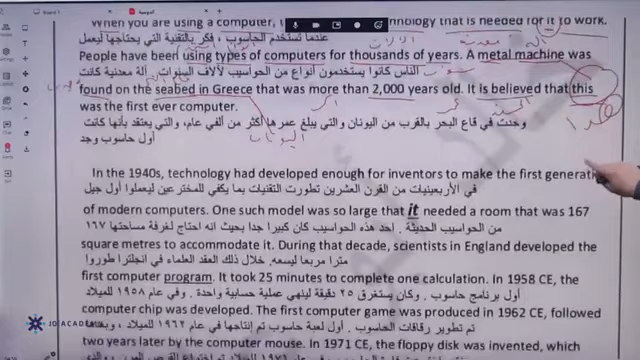 When you are using a computer, t hnology that is needed for it to work.
عندما تستخدم الحاسوب، فكر بالتقنية التي يحتاجها ليعمل
People have been using types of computers for thousands of years. A metal machine was
الناس كانوا يستخدمون أنواع من الحواسيب لآلاف السنوات آلة معدنية كانت
found on the seabed in Greece that was more than 2,000 years old. It is believed that this
was the first ever computer.
وجدت في قاع البحر بالقرب من اليونان والتي يبلغ عمرها أكثر من ألفي عام، والتي يعتقد بأنها كانت
أول حاسوب وجد
اليونان
In the 1940s, technology had developed enough for inventors to make the first generati
في الأربعينيات من القرن العشرين تطورت التقنيات بما يكفي للمخترعين ليعملوا أول جيل
of modern computers. One such model was so large that it needed a room that was 167
من الحواسيب الحديثة. احد هذه الحواسيب كان كبيرا جدا بحيث انه احتاج لغرفة مساحتها ١٦٧
square metres to accommodate it. During that decade, scientists in England developed the
مترا مربعا ليسعه. خلال ذلك العقد العلماء في انجلترا طوروا
first computer program. It took 25 minutes to complete one calculation. In 1958 CE, the
أول برنامج حاسوب. وكان يستغرق ٢٥ دقيقة لينهي عملية حسابية واحدة. وفي عام ١٩٥٨ للميلاد
computer chip was developed. The first computer game was produced in 1962 CE, followed
تم تطوير رقاقات الحاسوب. أول لعبة حاسوب تم إنتاجها في عام ١٩٦٢ للميلاد، وبعد
two years later by the computer mouse. In 1971 CE, the floppy disk was invented, which
JO ACADEM